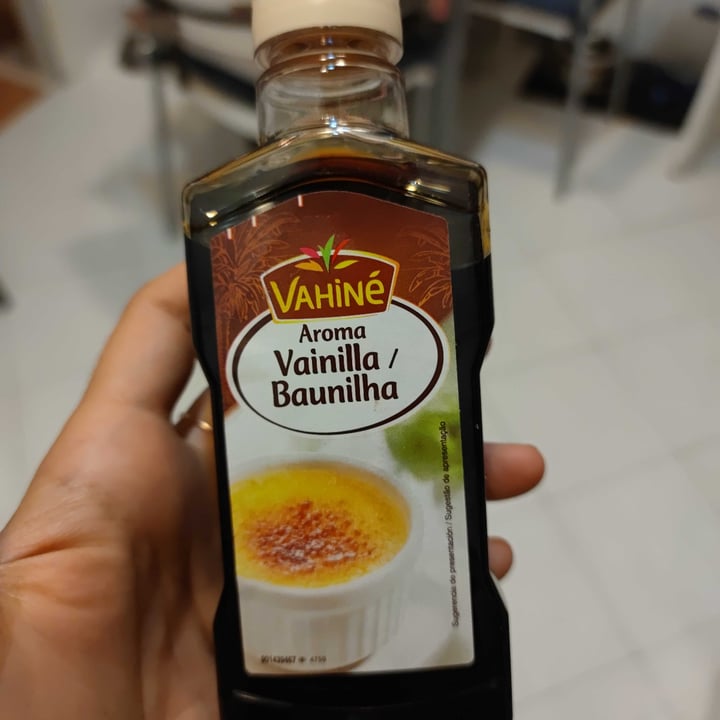 VAHiNé
Aroma
Vainilla /
Baunilha
Sugerencia de presentación / Sugestão de apresentação